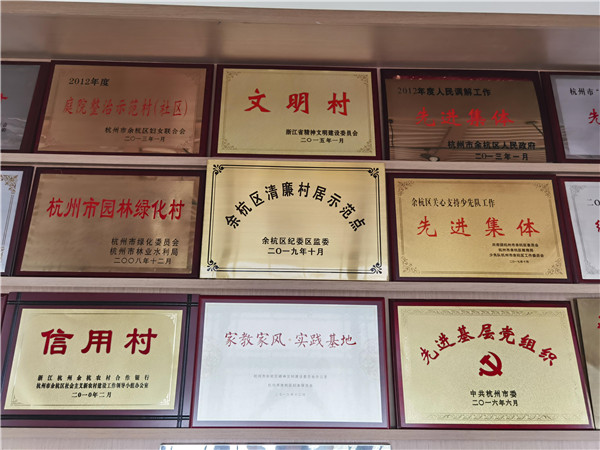 2012年度
庭院整治示范村(社区)
杭州市余杭区妇女联合会
二〇一三年一月
文明村
浙江省精神文明建设委员会
二〇一五年一月
2012年度人民调解工作
先进集体
杭州市余杭区人民政府
二〇一三年一月
杭州市
杭州市园林绿化村
杭州市绿化委员会
杭州市林业水利局
二〇〇八年十二月
余杭区清廉村居示范点
余杭区纪委区监委
二〇一九年十月
余杭区关心支持少先队工作
先进集体
信用村
浙江杭州余杭农村合作银行
杭州市余杭区社会主义新农村建设工作领导小组办公室
二〇一〇年二月
家教家风·实践基地
先进基层党组织
中共杭州市委
二〇一六年六月